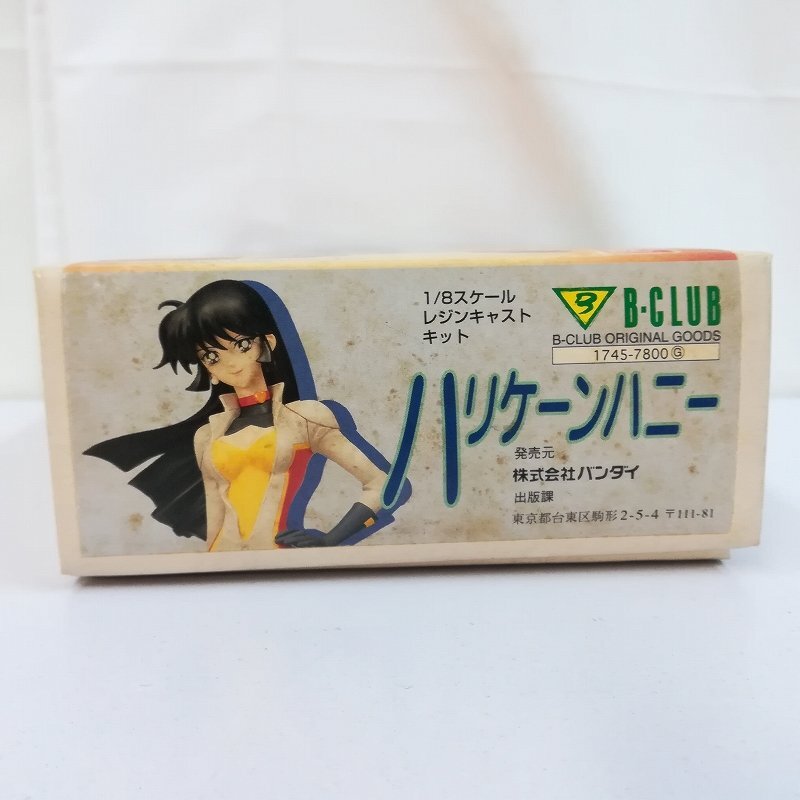 1/8スケール
レジンキャスト
キット
B-CLUB
B-CLUB ORIGINAL GOODS
1745-7800 G
ハリケーンハニー
発売元
株式会社バンダイ
出版課
東京都台東区駒形2-5-4 〒111-81